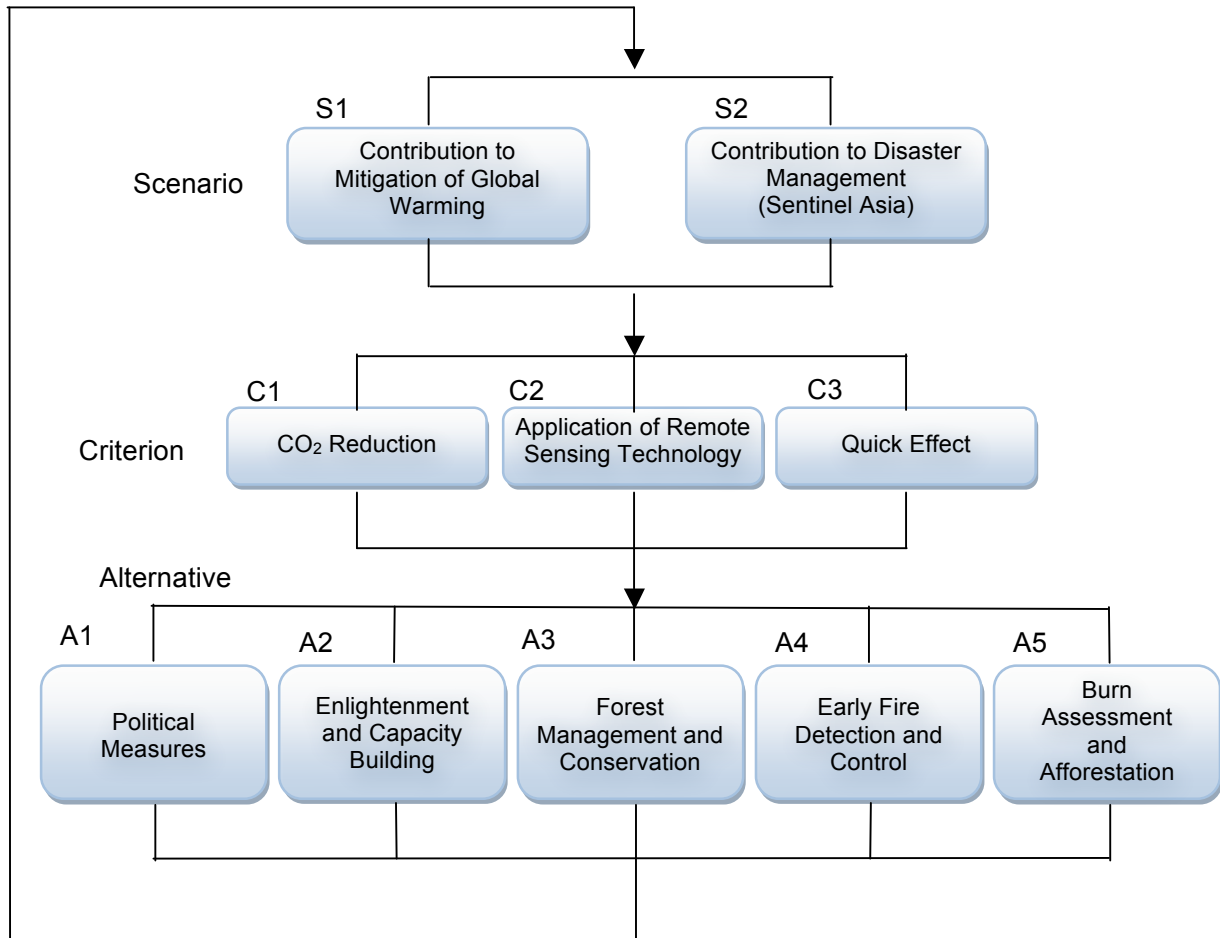 S1
S2
Scenario
Contribution to
Mitigation of Global
Warming
Contribution to Disaster
Management
(Sentinel Asia)
C1
C2
C3
Criterion
CO₂ Reduction
Application of Remote
Sensing Technology
Quick Effect
Alternative
A1
A2
A3
A4
A5
Political
Measures
Enlightenment
and Capacity
Building
Forest
Management and
Conservation
Early Fire
Detection and
Control
Burn
Assessment
and
Afforestation